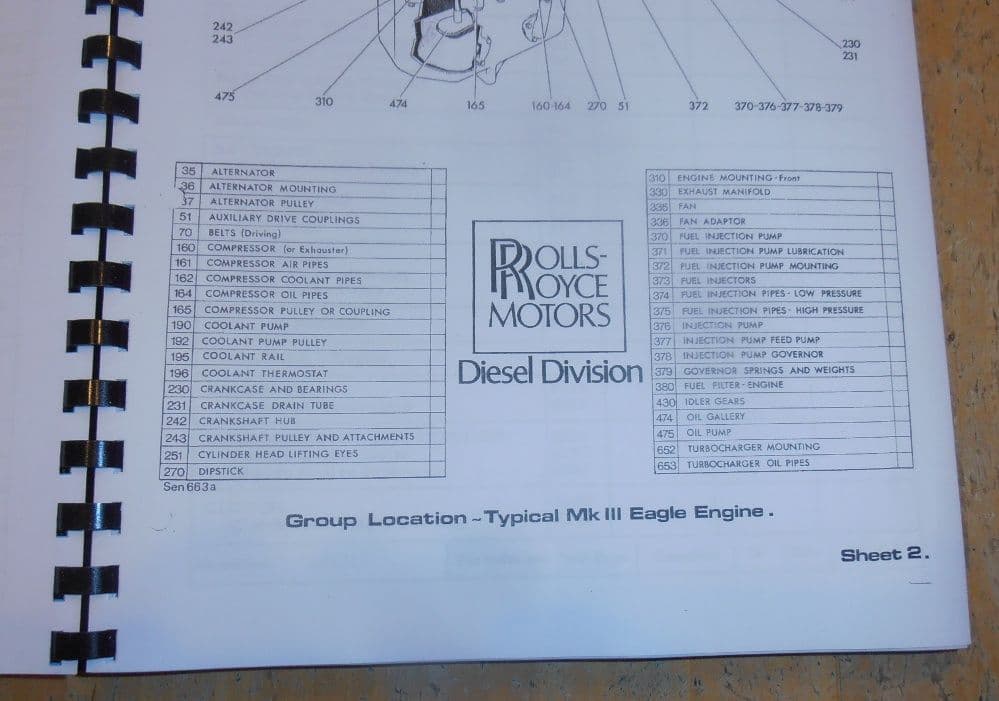 242
243
230
231
475
310
474
165
160-164
270
51
372
370-376-377-378-379
35 ALTERNATOR
36 ALTERNATOR MOUNTING
37 ALTERNATOR PULLEY
51 AUXILIARY DRIVE COUPLINGS
70 BELTS (Driving)
160 COMPRESSOR (or Exhauster)
161 COMPRESSOR AIR PIPES
162 COMPRESSOR COOLANT PIPES
164 COMPRESSOR OIL PIPES
165 COMPRESSOR PULLEY OR COUPLING
190 COOLANT PUMP
192 COOLANT PUMP PULLEY
195 COOLANT RAIL
196 COOLANT THERMOSTAT
230 CRANKCASE AND BEARINGS
231 CRANKCASE DRAIN TUBE
242 CRANKSHAFT HUB
243 CRANKSHAFT PULLEY AND ATTACHMENTS
251 CYLINDER HEAD LIFTING EYES
270 DIPSTICK
Sen 663a
ROLLS-
ROYCE
MOTORS
Diesel Division
310 ENGINE MOUNTING - Front
330 EXHAUST MANIFOLD
335 FAN
336 FAN ADAPTOR
370 FUEL INJECTION PUMP
371 FUEL INJECTION PUMP LUBRICATION
372 FUEL INJECTION PUMP MOUNTING
373 FUEL INJECTORS
374 FUEL INJECTION PIPES - LOW PRESSURE
375 FUEL INJECTION PIPES - HIGH PRESSURE
376 INJECTION PUMP
377 INJECTION PUMP FEED PUMP
378 INJECTION PUMP GOVERNOR
379 GOVERNOR SPRINGS AND WEIGHTS
380 FUEL FILTER - ENGINE
430 IDLER GEARS
474 OIL GALLERY
475 OIL PUMP
652 TURBOCHARGER MOUNTING
653 TURBOCHARGER OIL PIPES
Group Location ~ Typical Mk III Eagle Engine.
Sheet 2.